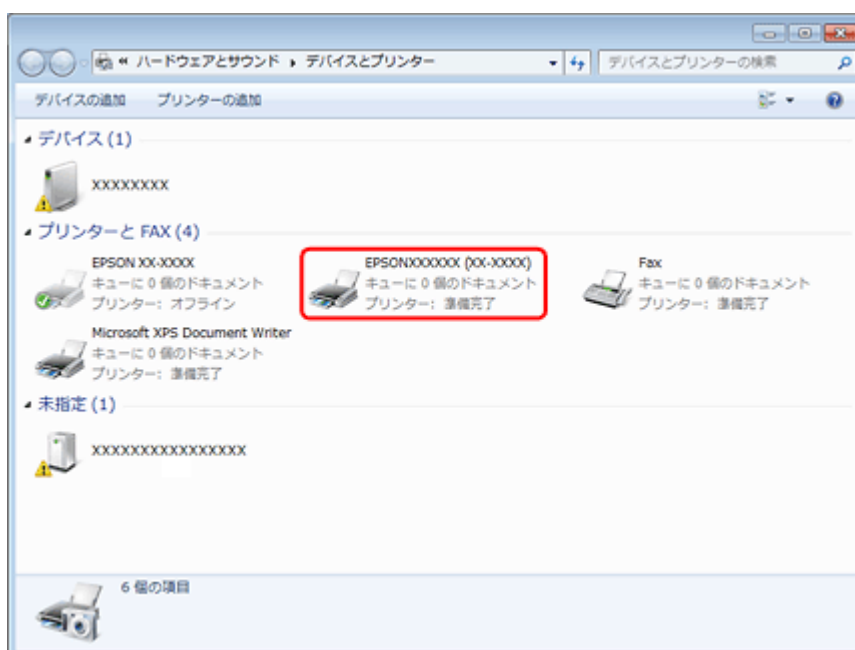 « ハードウェアとサウンド ▸ デバイスとプリンター
デバイスとプリンターの検索
デバイスの追加 プリンターの追加
デバイス (1)
XXXXXXXX
プリンターと FAX (4)
EPSON XX-XXXX
キューに 0 個のドキュメント
プリンター: オフライン
EPSONXXXXXX (XX-XXXX)
キューに 0 個のドキュメント
プリンター: 準備完了
Fax
キューに 0 個のドキュメント
プリンター: 準備完了
Microsoft XPS Document Writer
キューに 0 個のドキュメント
プリンター: 準備完了
未指定 (1)
XXXXXXXXXXXXXXXX
6 個の項目